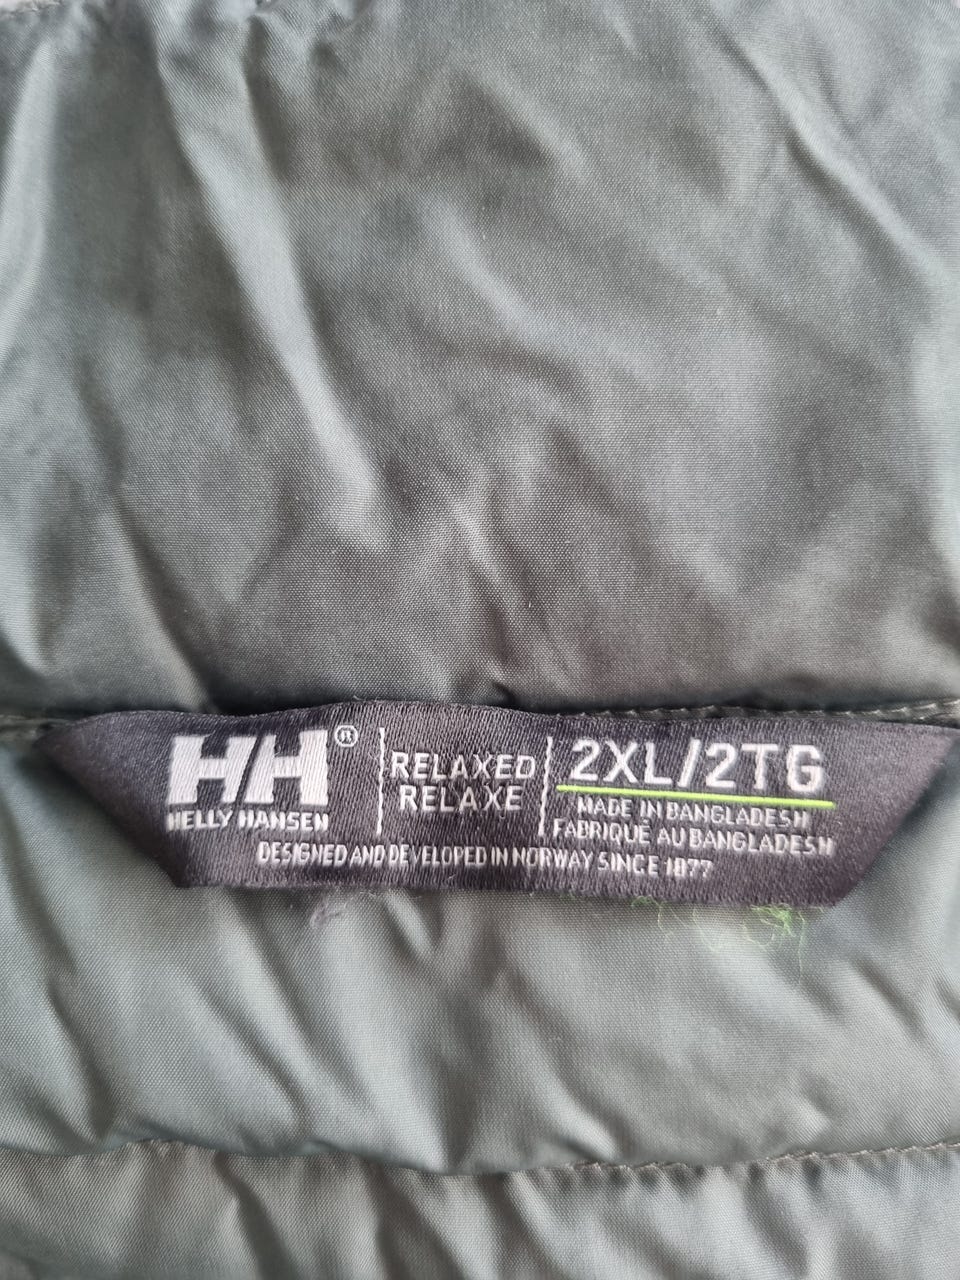 HH®
HELLY HANSEN
RELAXED
RELAXE
2XL/2TG
MADE IN BANGLADESH
FABRIQUÉ AU BANGLADESH
DESIGNED AND DEVELOPED IN NORWAY SINCE 1877